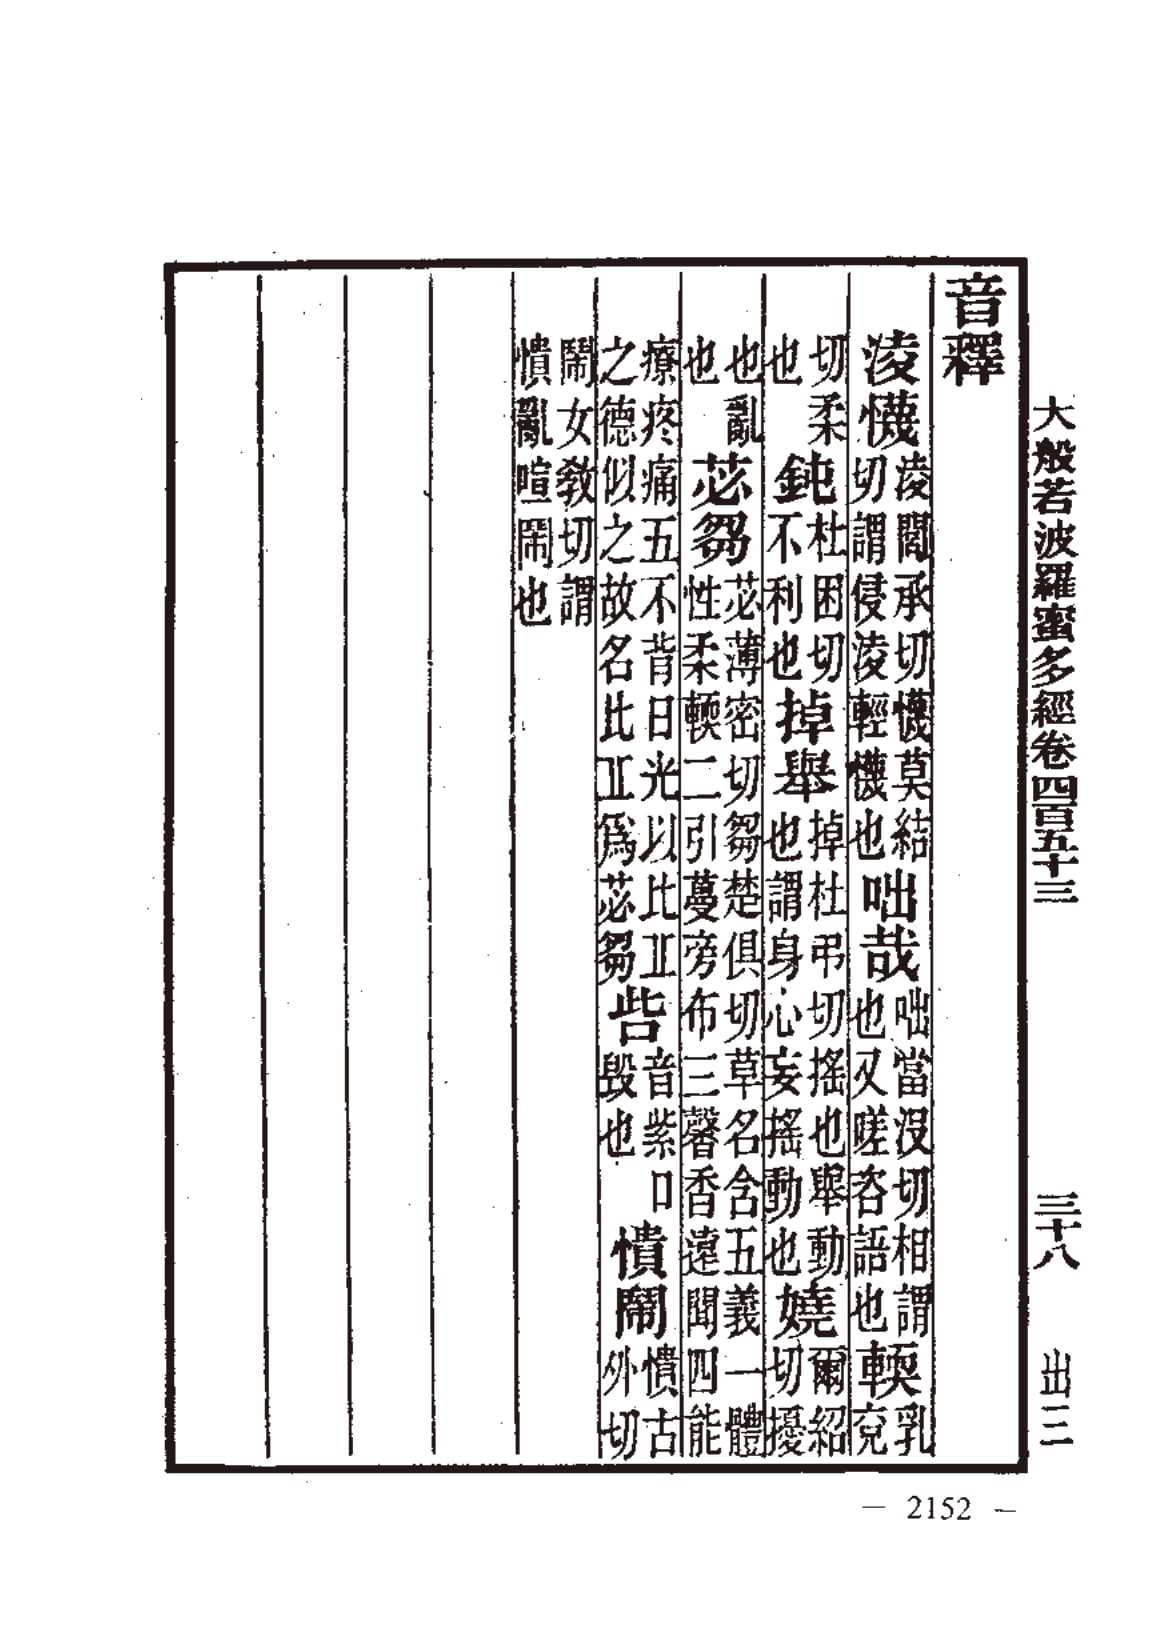 大般若波羅蜜多經卷四百五十三 三十八 出三
音釋
淩懱淩閭承切懱莫結切謂侵淩輕懱也咄哉咄當沒切相謂也又嗟咨語也輭乳兗
切柔也鈍杜困切不利也掉舉掉杜弔切搖也舉動也謂身心妄搖動也嬈爾紹切擾
也亂也苾芻苾薄密切芻楚俱切草名含五義一體性柔輭二引蔓旁布三馨香遠聞四能
療疼痛五不背日光以比丘之德似之故名比丘爲苾芻呰音紫口毀也憒鬧憒古外切
鬧女教切謂憒亂喧鬧也
— 2152 —